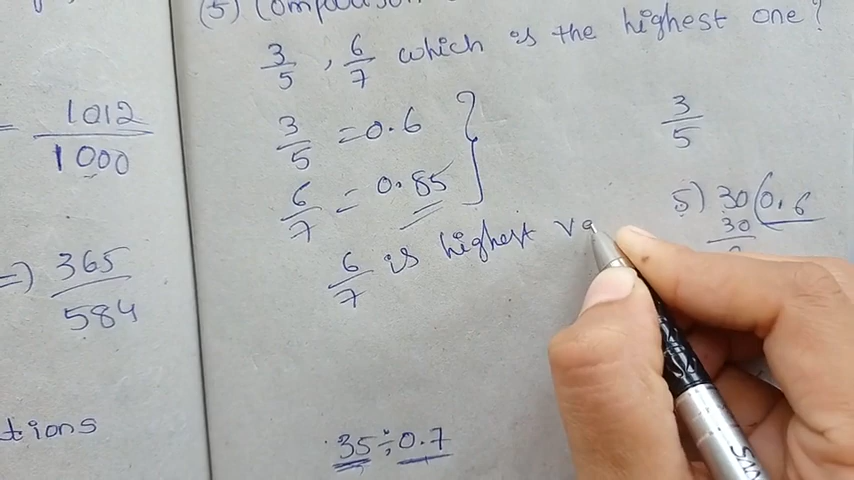 1012
1000
=) 365
584
tions
(5) Comparison
3/5 , 6/7 which is the highest one?
3/5 = 0.6
6/7 = 0.85
6/7 is highest va
35 ÷ 0.7
3/5
5) 30 (0.6
30